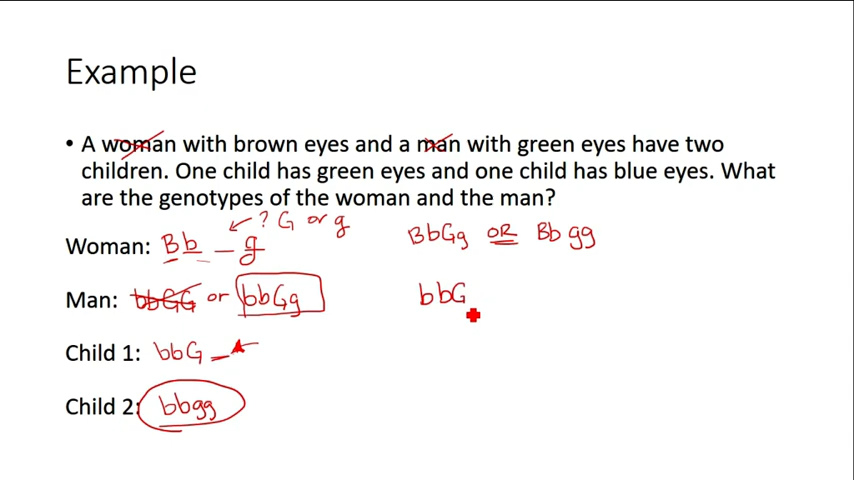 Example
• A woman with brown eyes and a man with green eyes have two
children. One child has green eyes and one child has blue eyes. What
are the genotypes of the woman and the man?
? G or g
Woman: Bb _ g BbGg OR Bbgg
Man: bbGG or bbGg bbG
Child 1: bbG _
Child 2: bbgg